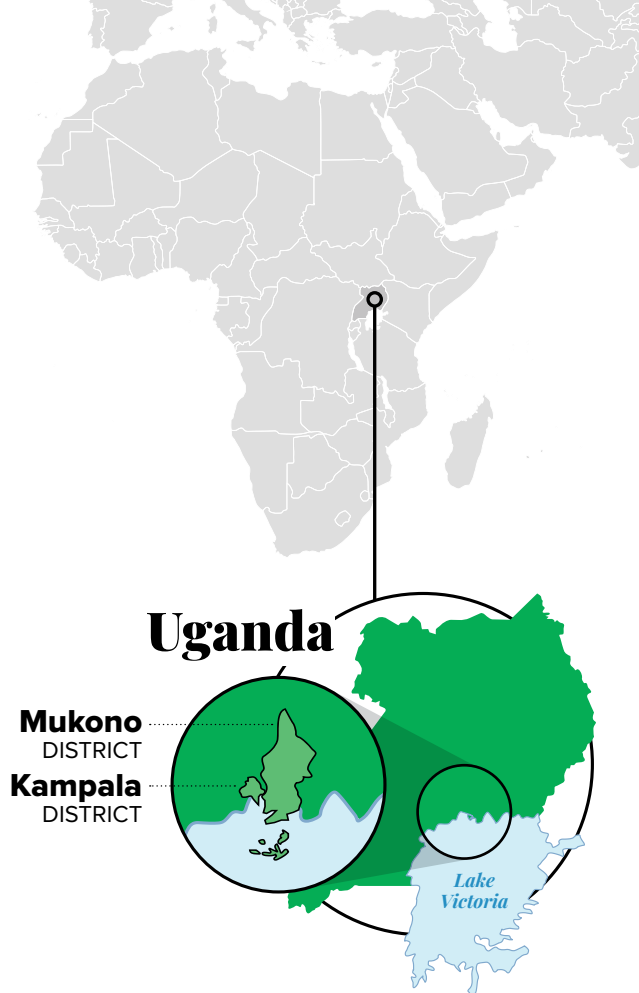 Uganda
Mukono
DISTRICT
Kampala
DISTRICT
Lake
Victoria